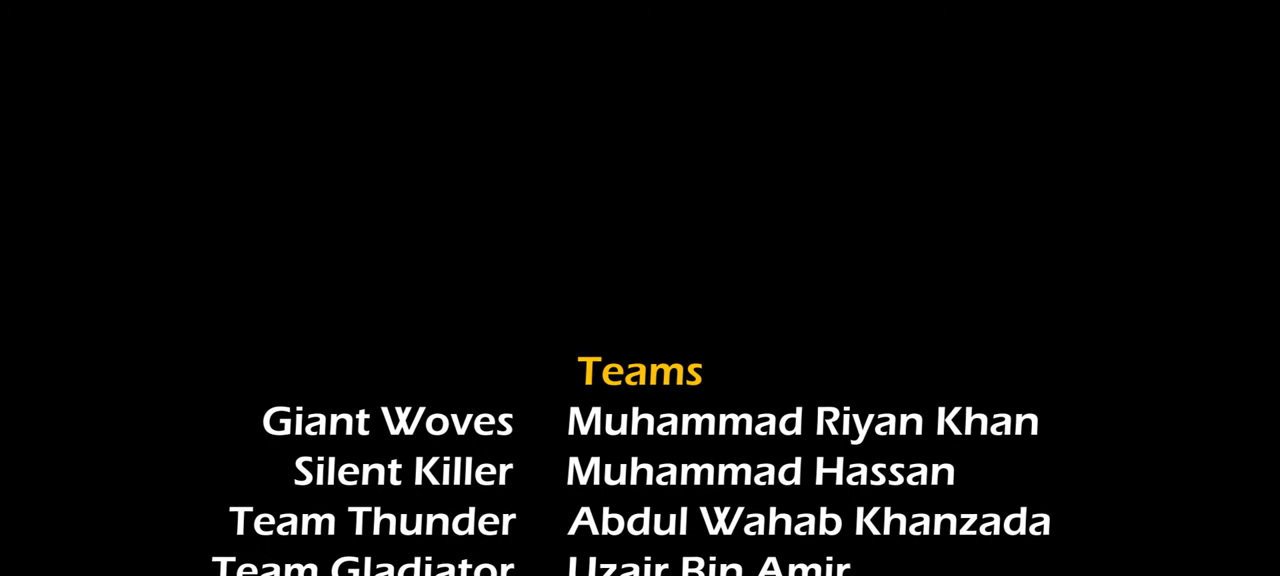 Teams
Giant Woves Muhammad Riyan Khan
Silent Killer Muhammad Hassan
Team Thunder Abdul Wahab Khanzada
Team Gladiator Uzair Bin Amir